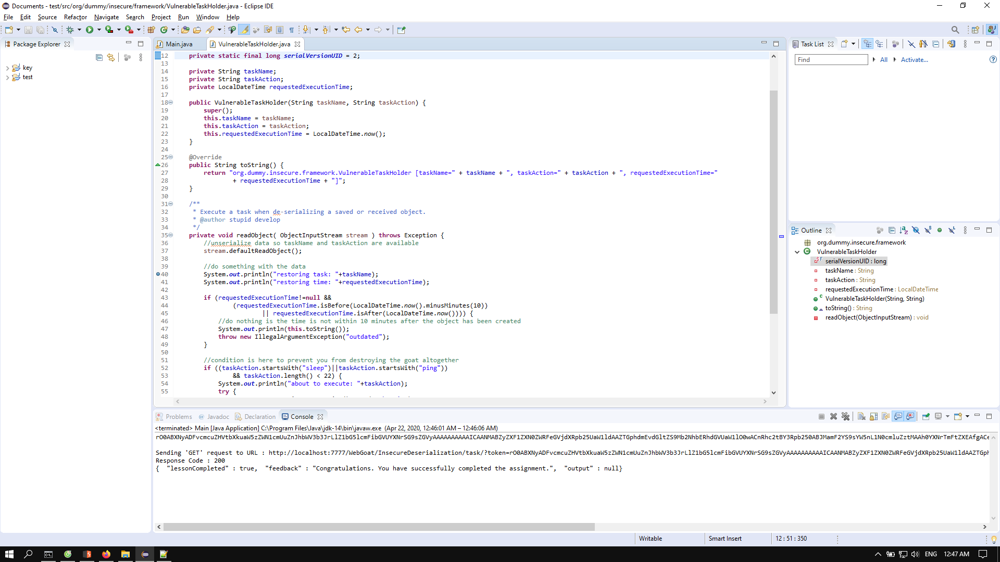 Documents - test/src/org/dummy/insecure/framework/VulnerableTaskHolder.java - Eclipse IDE
File Edit Source Refactor Navigate Search Project Run Window Help
Package Explorer
key
test
Main.java VulnerableTaskHolder.java
12 private static final long serialVersionUID = 2;
13
14 private String taskName;
15 private String taskAction;
16 private LocalDateTime requestedExecutionTime;
17
18 public VulnerableTaskHolder(String taskName, String taskAction) {
19 super();
20 this.taskName = taskName;
21 this.taskAction = taskAction;
22 this.requestedExecutionTime = LocalDateTime.now();
23 }
24
25 @Override
26 public String toString() {
27 return "org.dummy.insecure.framework.VulnerableTaskHolder [taskName=" + taskName + ", taskAction=" + taskAction + ", requestedExecutionTime="
28 + requestedExecutionTime + "]";
29 }
30
31 /**
32 * Execute a task when de-serializing a saved or received object.
33 * @author stupid develop
34 */
35 private void readObject( ObjectInputStream stream ) throws Exception {
36 //unserialize data so taskName and taskAction are available
37 stream.defaultReadObject();
38
39 //do something with the data
40 System.out.println("restoring task: "+taskName);
41 System.out.println("restoring time: "+requestedExecutionTime);
42
43 if (requestedExecutionTime!=null &&
44 (requestedExecutionTime.isBefore(LocalDateTime.now().minusMinutes(10))
45 || requestedExecutionTime.isAfter(LocalDateTime.now()))) {
46 //do nothing is the time is not within 10 minutes after the object has been created
47 System.out.println(this.toString());
48 throw new IllegalArgumentException("outdated");
49 }
50
51 //condition is here to prevent you from destroying the goat altogether
52 if ((taskAction.startsWith("sleep")||taskAction.startsWith("ping"))
53 && taskAction.length() < 22) {
54 System.out.println("about to execute: "+taskAction);
55 try {
Task List
Find All Activate...
Outline
org.dummy.insecure.framework
VulnerableTaskHolder
serialVersionUID : long
taskName : String
taskAction : String
requestedExecutionTime : LocalDateTime
VulnerableTaskHolder(String, String)
toString() : String
readObject(ObjectInputStream) : void
Problems Javadoc Declaration Console
<terminated> Main [Java Application] C:\Program Files\Java\jdk-14\bin\javaw.exe (Apr 22, 2020, 12:46:01 AM – 12:46:06 AM)
Sending 'GET' request to URL : http://localhost:7777/WebGoat/InsecureDeserialization/task/?token=
Response Code : 200
{ "lessonCompleted" : true, "feedback" : "Congratulations. You have successfully completed the assignment.", "output" : null}
Writable Smart Insert 12 : 51 : 350
ENG 12:47 AM